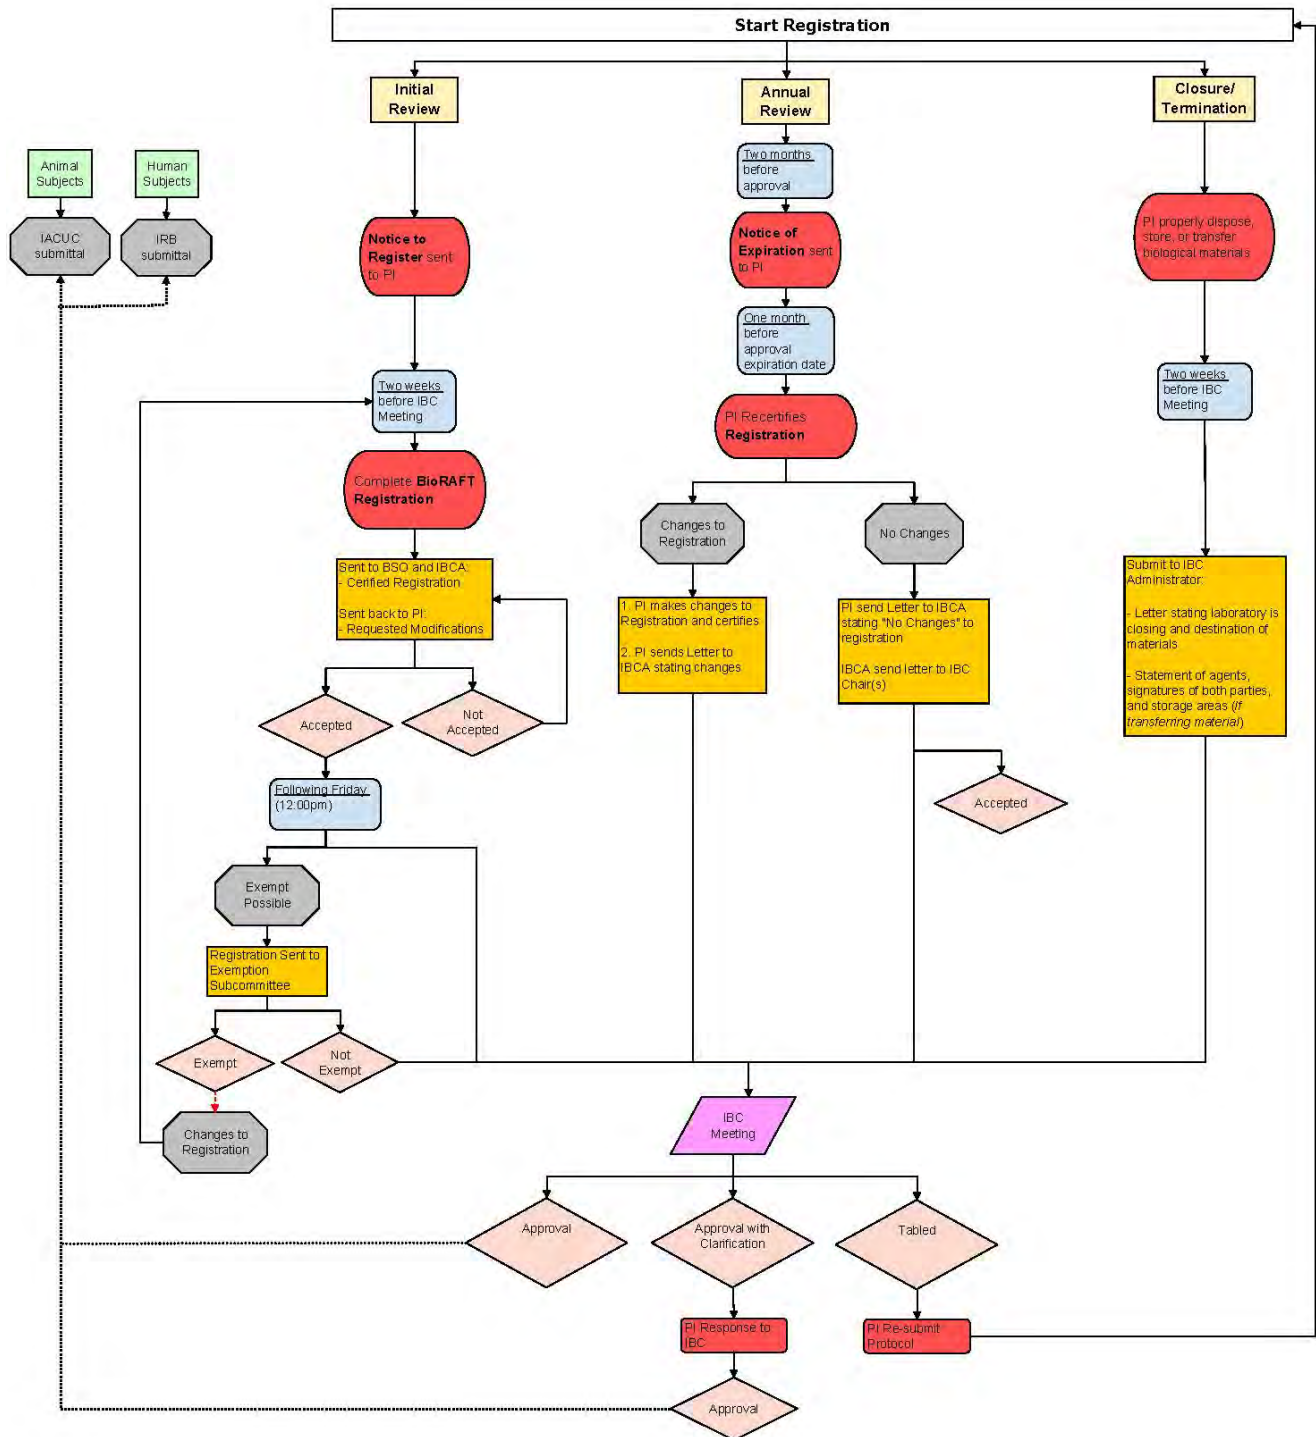 Start Registration
Initial
Review
Annual
Review
Closure/
Termination
Animal
Subjects
Human
Subjects
IACUC
submittal
IRB
submittal
Two months
before
approval
Notice to
Register sent
to PI
Notice of
Expiration sent
to PI
PI properly dispose,
store, or transfer
biological materials
One month
before
approval
expiration date
Two weeks
before IBC
Meeting
Two weeks
before IBC
Meeting
PI Recertifies
Registration
Complete BioRAFT
Registration
Changes to
Registration
No Changes
Sent to BSO and IBCA:
- Cerified Registration
Sent back to PI:
- Requested Modifications
1. PI makes changes to
Registration and certifies
2. PI sends Letter to
IBCA stating changes
PI send Letter to IBCA
stating "No Changes" to
registration
IBCA send letter to IBC
Chair(s)
Submit to IBC
Administrator:
- Letter stating laboratory is
closing and destination of
materials
- Statement of agents,
signatures of both parties,
and storage areas (if
transferring material)
Accepted
Not
Accepted
Accepted
Following Friday
(12:00pm)
Exempt
Possible
Registration Sent to
Exemption
Subcommittee
Exempt
Not
Exempt
Changes to
Registration
IBC
Meeting
Approval
Approval with
Clarification
Tabled
PI Response to
IBC
PI Re-submit
Protocol
Approval